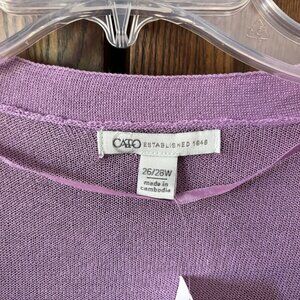 CATO ESTABLISHED 1946
26/28W
made in
cambodia